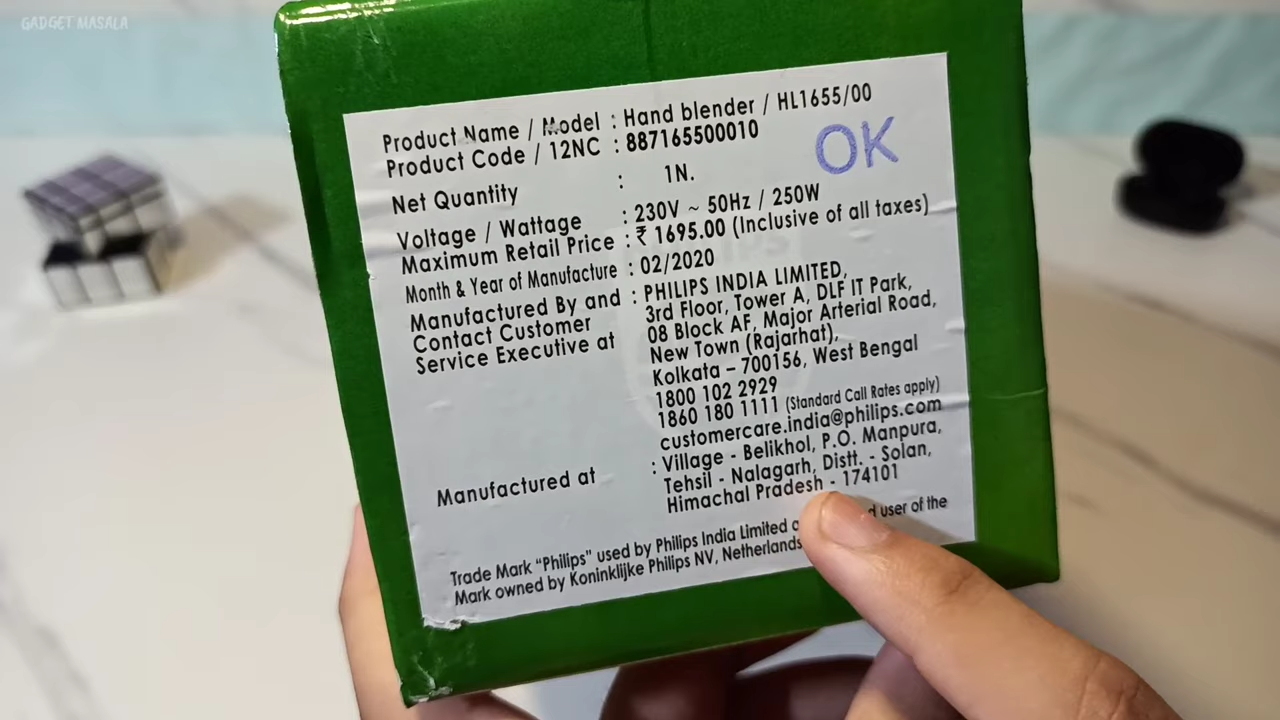 GADGET MASALA
Product Name / Model : Hand blender / HL1655/00
Product Code / 12NC : 887165500010
OK
Net Quantity : 1N.
Voltage / Wattage : 230V ~ 50Hz / 250W
Maximum Retail Price : ₹ 1695.00 (Inclusive of all taxes)
Month & Year of Manufacture : 02/2020
Manufactured By and : PHILIPS INDIA LIMITED,
Contact Customer 3rd Floor, Tower A, DLF IT Park,
Service Executive at 08 Block AF, Major Arterial Road,
New Town (Rajarhat),
Kolkata – 700156, West Bengal
1800 102 2929
1860 180 1111 (Standard Call Rates apply)
customercare.india@philips.com
Manufactured at : Village - Belikhol, P.O. Manpura,
Tehsil - Nalagarh, Distt. - Solan,
Himachal Pradesh - 174101
Trade Mark “Philips” used by Philips India Limited user of the
Mark owned by Koninklijke Philips NV, Netherlands